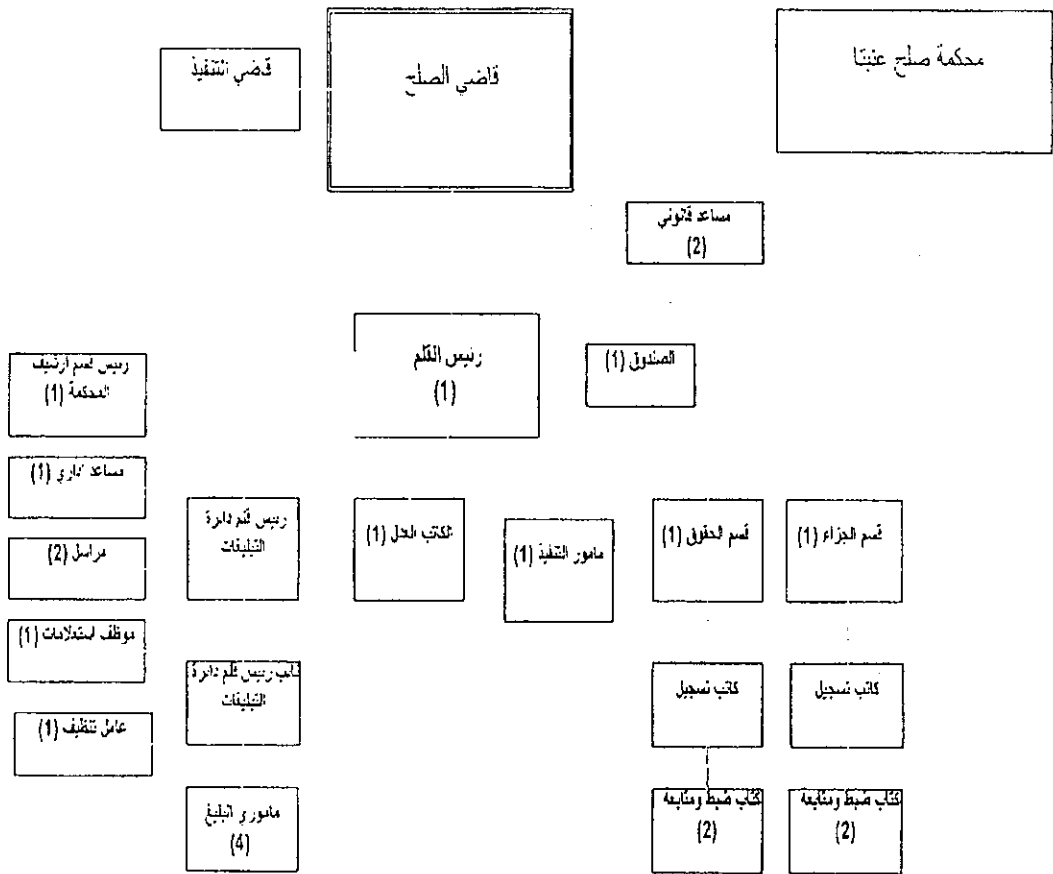 محكمة صلح عنبتا
قاضي الصلح
قاضي التنفيذ
مساعد قانوني
(2)
الصندوق (1)
رئيس القلم
(1)
رئيس قسم أرشيف
المحكمة (1)
مساعد اداري (1)
مراسل (2)
موظف استعلامات (1)
عامل تنظيف (1)
قسم الجزاء (1)
قسم الحقوق (1)
مامور التنفيذ (1)
الكاتب العدل (1)
رئيس قلم دائرة
التبليغات
كاتب تسجيل
كاتب تسجيل
نائب رئيس قلم دائرة
التبليغات
كتاب ضبط ومتابعة
(2)
كتاب ضبط ومتابعة
(2)
ماموري التبليغ
(4)